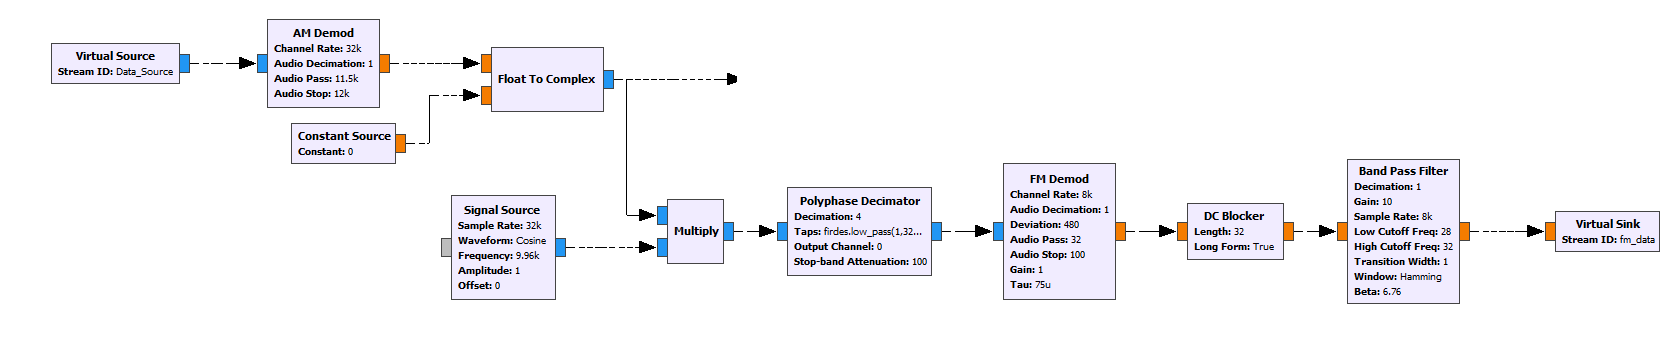 Virtual Source
Stream ID: Data_Source
AM Demod
Channel Rate: 32k
Audio Decimation: 1
Audio Pass: 11.5k
Audio Stop: 12k
Constant Source
Constant: 0
Float To Complex
Signal Source
Sample Rate: 32k
Waveform: Cosine
Frequency: 9.96k
Amplitude: 1
Offset: 0
Multiply
Polyphase Decimator
Decimation: 4
Taps: firdes.low_pass(1,32...
Output Channel: 0
Stop-band Attenuation: 100
FM Demod
Channel Rate: 8k
Audio Decimation: 1
Deviation: 480
Audio Pass: 32
Audio Stop: 100
Gain: 1
Tau: 75u
DC Blocker
Length: 32
Long Form: True
Band Pass Filter
Decimation: 1
Gain: 10
Sample Rate: 8k
Low Cutoff Freq: 28
High Cutoff Freq: 32
Transition Width: 1
Window: Hamming
Beta: 6.76
Virtual Sink
Stream ID: fm_data